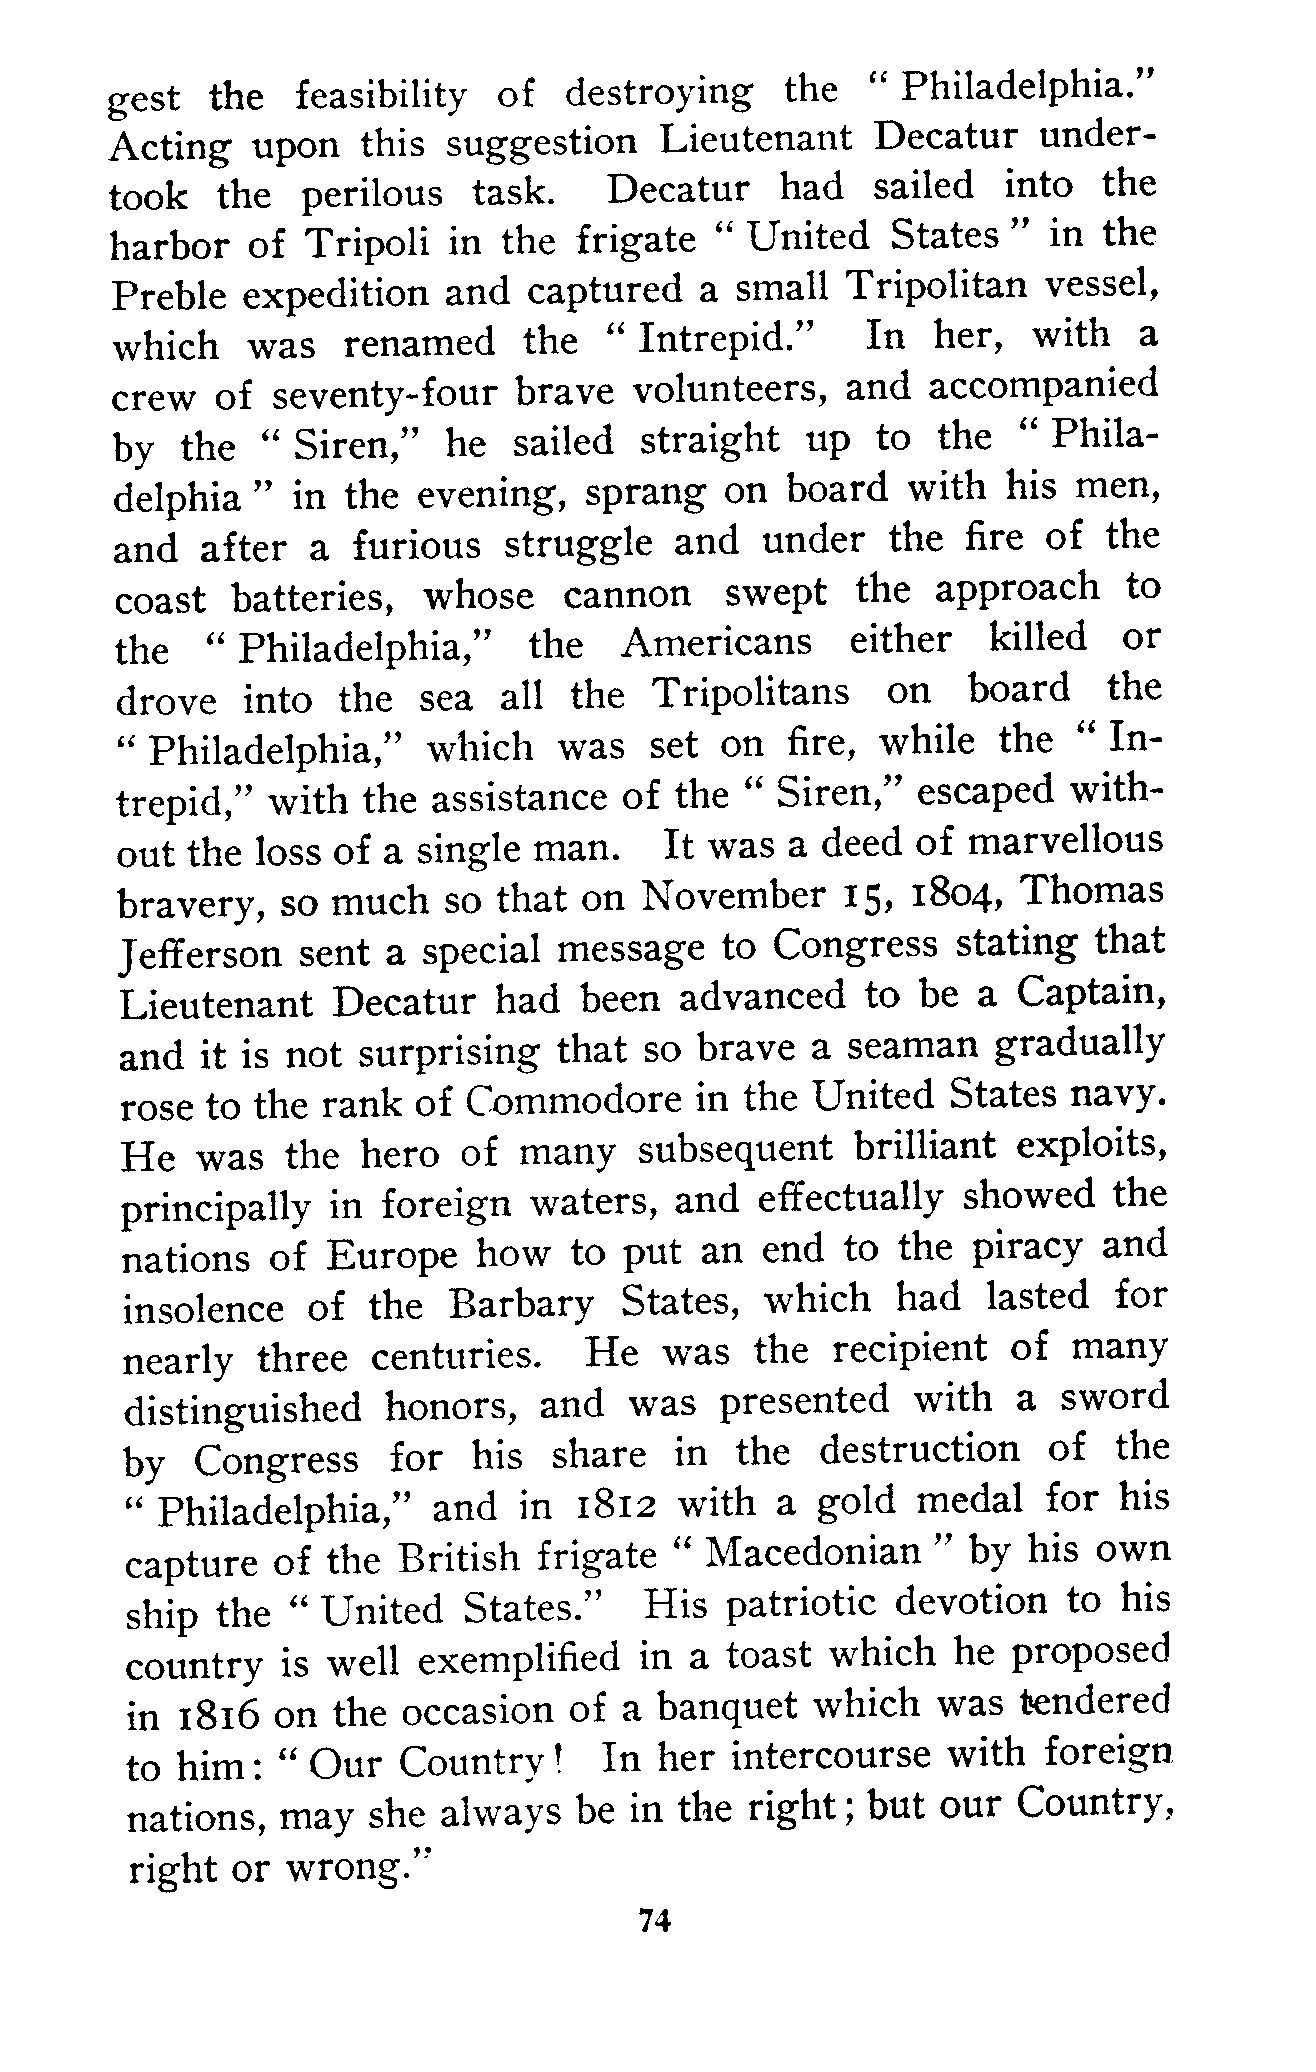 gest the feasibility of destroying the " Philadelphia."
Acting upon this suggestion Lieutenant Decatur under-
took the perilous task. Decatur had sailed into the
harbor of Tripoli in the frigate " United States " in the
Preble expedition and captured a small Tripolitan vessel,
which was renamed the " Intrepid." In her, with a
crew of seventy-four brave volunteers, and accompanied
by the " Siren," he sailed straight up to the " Phila-
delphia " in the evening, sprang on board with his men,
and after a furious struggle and under the fire of the
coast batteries, whose cannon swept the approach to
the " Philadelphia," the Americans either killed or
drove into the sea all the Tripolitans on board the
" Philadelphia," which was set on fire, while the " In-
trepid," with the assistance of the " Siren," escaped with-
out the loss of a single man. It was a deed of marvellous
bravery, so much so that on November 15, 1804, Thomas
Jefferson sent a special message to Congress stating that
Lieutenant Decatur had been advanced to be a Captain,
and it is not surprising that so brave a seaman gradually
rose to the rank of Commodore in the United States navy.
He was the hero of many subsequent brilliant exploits,
principally in foreign waters, and effectually showed the
nations of Europe how to put an end to the piracy and
insolence of the Barbary States, which had lasted for
nearly three centuries. He was the recipient of many
distinguished honors, and was presented with a sword
by Congress for his share in the destruction of the
" Philadelphia," and in 1812 with a gold medal for his
capture of the British frigate " Macedonian " by his own
ship the " United States." His patriotic devotion to his
country is well exemplified in a toast which he proposed
in 1816 on the occasion of a banquet which was tendered
to him: " Our Country! In her intercourse with foreign
nations, may she always be in the right; but our Country,
right or wrong."
74